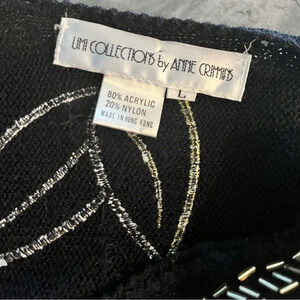 UMI COLLECTIONS by ANNE CRIMMINS
L
80% ACRYLIC
20% NYLON
MADE IN HONG KONG